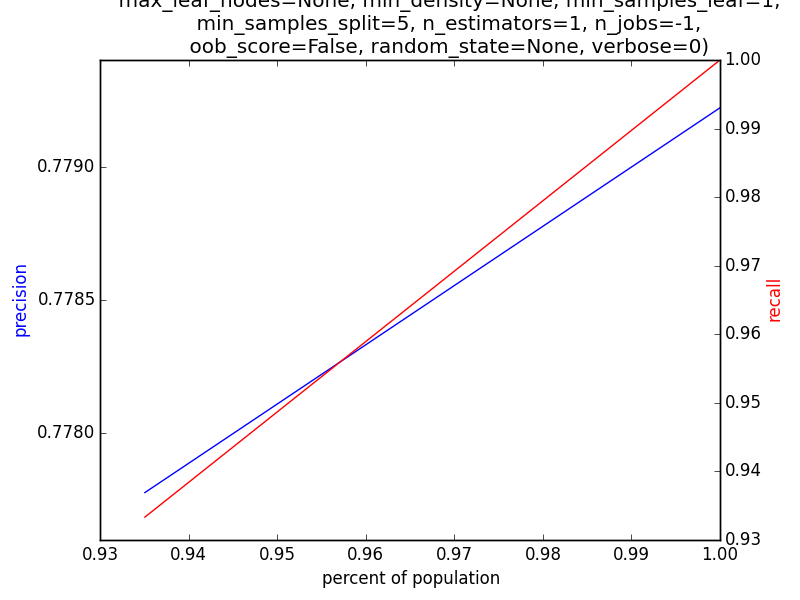 max_leaf_nodes=None, min_density=None, min_samples_leaf=1,
min_samples_split=5, n_estimators=1, n_jobs=-1,
oob_score=False, random_state=None, verbose=0)
1.00
0.99
0.7790
0.98
0.97
precision
0.7785
recall
0.96
0.95
0.7780
0.94
0.93
0.93 0.94 0.95 0.96 0.97 0.98 0.99 1.00
percent of population